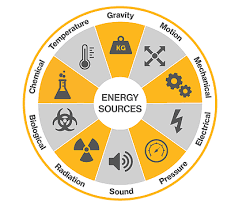 Gravity
Motion
Mechanical
Electrical
Pressure
Sound
Radiation
Biological
Chemical
Temperature
KG
ENERGY
SOURCES